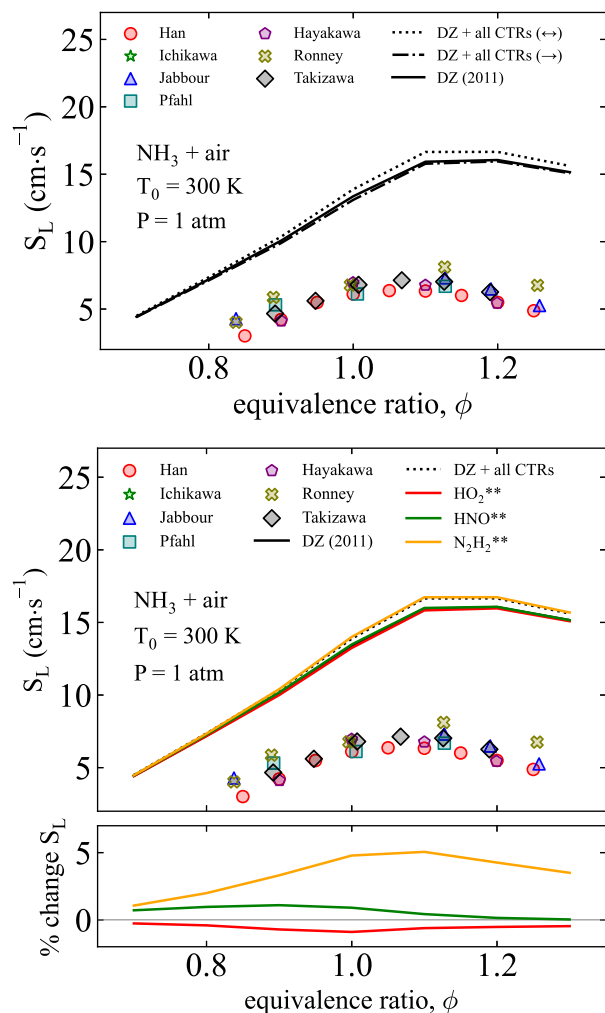 Han
Ichikawa
Jabbour
Pfahl
Hayakawa
Ronney
Takizawa
DZ + all CTRs (↔)
DZ + all CTRs (→)
DZ (2011)
25
20
15
10
5
S_L (cm·s⁻¹)
NH₃ + air
T₀ = 300 K
P = 1 atm
0.8 1.0 1.2
equivalence ratio, ϕ
Han
Ichikawa
Jabbour
Pfahl
Hayakawa
Ronney
Takizawa
DZ (2011)
DZ + all CTRs
HO₂**
HNO**
N₂H₂**
25
20
15
10
5
S_L (cm·s⁻¹)
NH₃ + air
T₀ = 300 K
P = 1 atm
5
0
% change S_L
0.8 1.0 1.2
equivalence ratio, ϕ